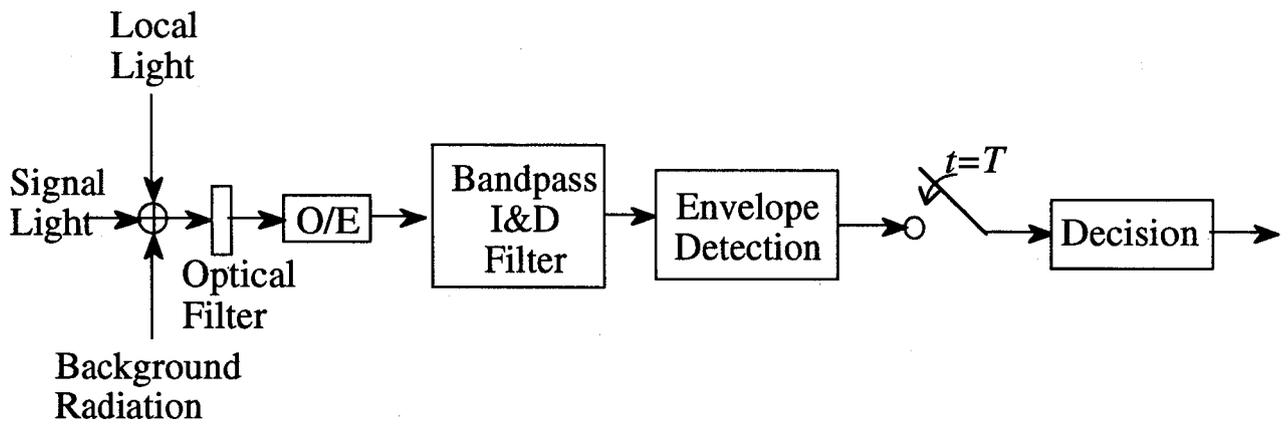 Local
Light
Signal
Light
Optical
Filter
Background
Radiation
O/E
Bandpass
I&D
Filter
Envelope
Detection
t=T
Decision